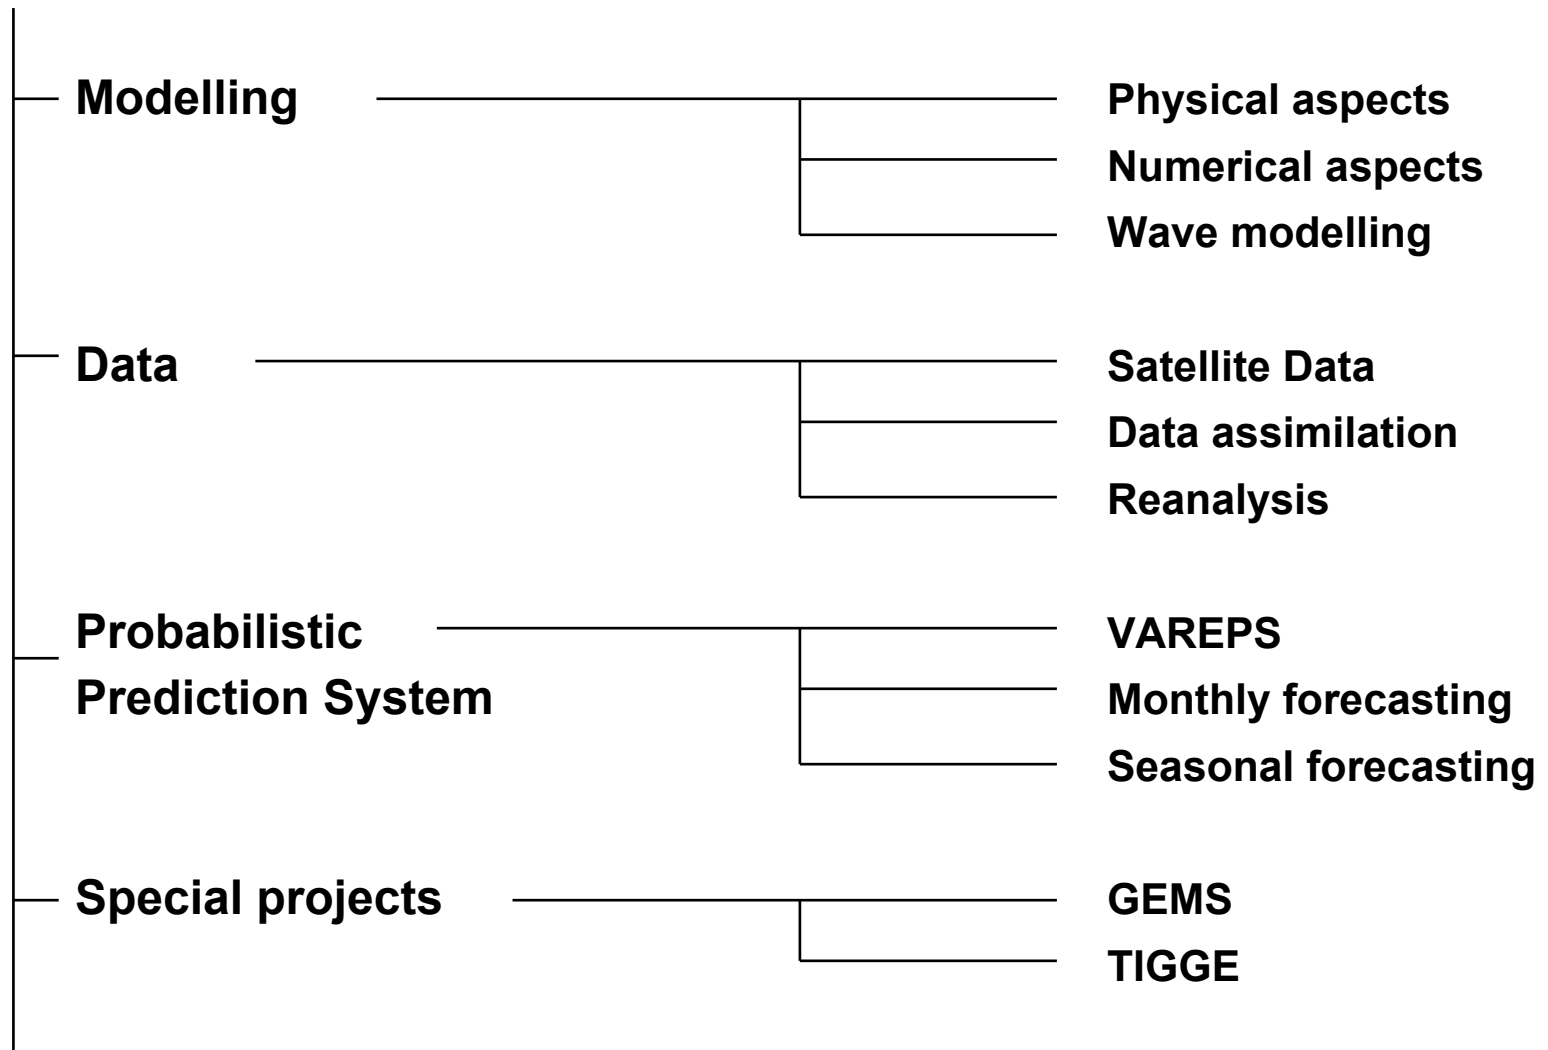 Modelling
Physical aspects
Numerical aspects
Wave modelling
Data
Satellite Data
Data assimilation
Reanalysis
Probabilistic
Prediction System
VAREPS
Monthly forecasting
Seasonal forecasting
Special projects
GEMS
TIGGE